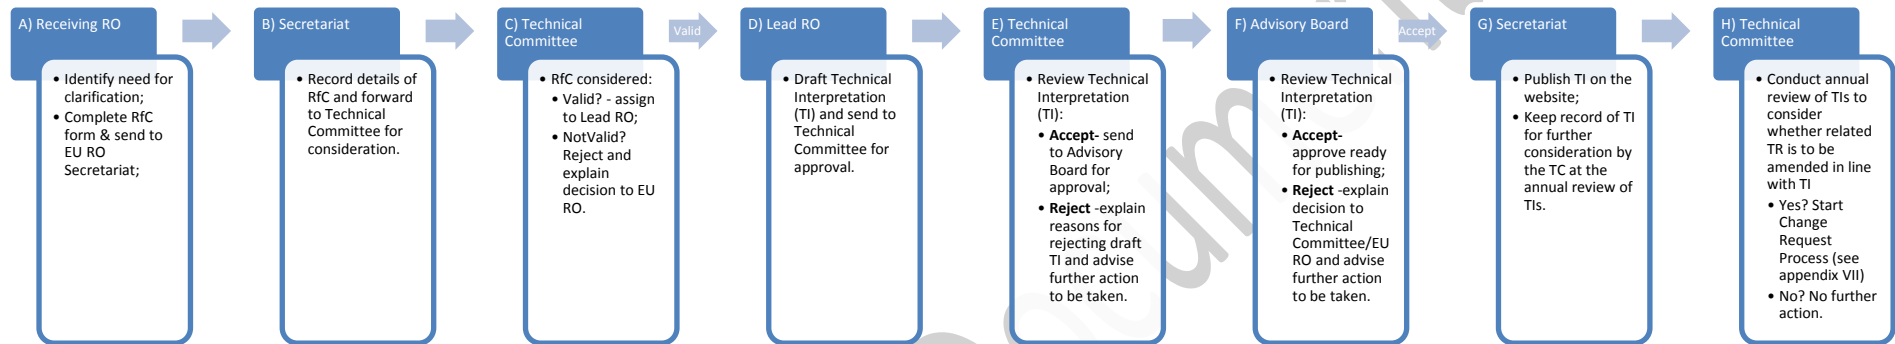 A) Receiving RO
• Identify need for
clarification;
• Complete RfC
form & send to
EU RO
Secretariat;
B) Secretariat
• Record details of
RfC and forward
to Technical
Committee for
consideration.
C) Technical
Committee
• RfC considered:
• Valid? - assign
to Lead RO;
• NotValid?
Reject and
explain
decision to EU
RO.
Valid
D) Lead RO
• Draft Technical
Interpretation
(TI) and send to
Technical
Committee for
approval.
E) Technical
Committee
• Review Technical
Interpretation
(TI):
• Accept- send
to Advisory
Board for
approval;
• Reject -explain
reasons for
rejecting draft
TI and advise
further action
to be taken.
F) Advisory Board
• Review Technical
Interpretation
(TI):
• Accept-
approve ready
for publishing;
• Reject -explain
decision to
Technical
Committee/EU
RO and advise
further action
to be taken.
Accept
G) Secretariat
• Publish TI on the
website;
• Keep record of TI
for further
consideration by
the TC at the
annual review of
TIs.
H) Technical
Committee
• Conduct annual
review of TIs to
consider
whether related
TR is to be
amended in line
with TI
• Yes? Start
Change
Request
Process (see
appendix VII)
• No? No further
action.